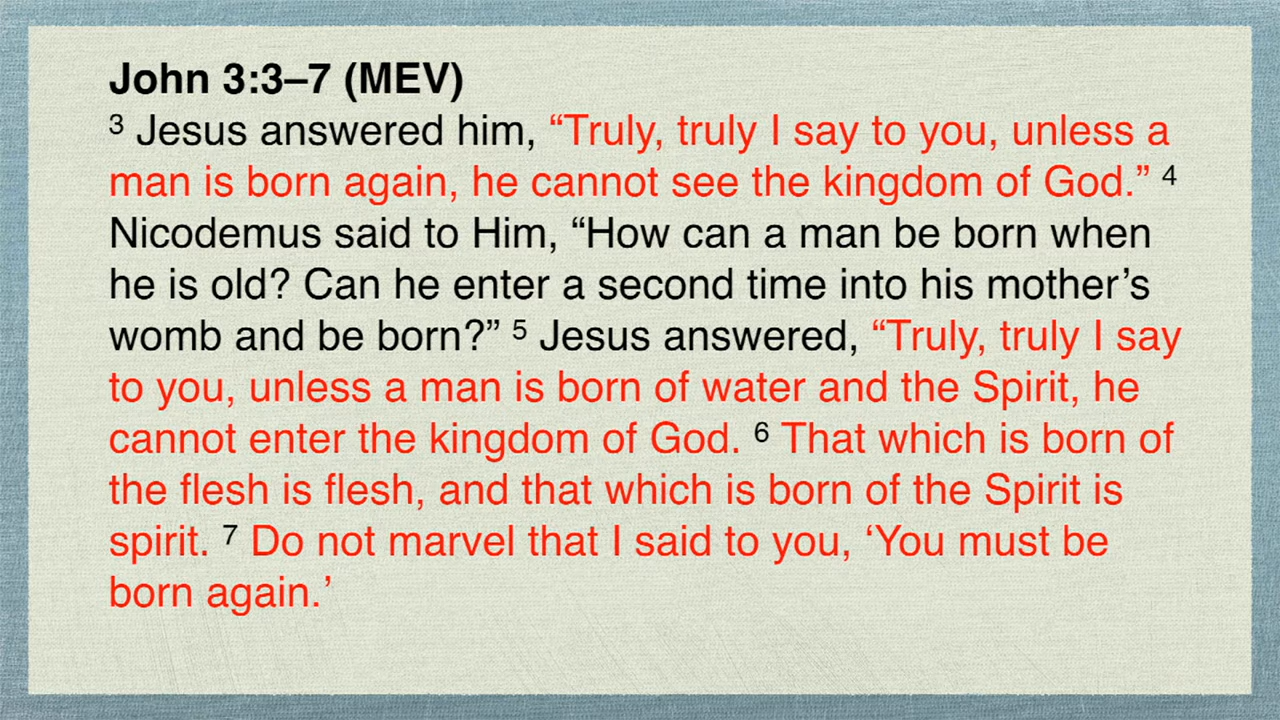 John 3:3–7 (MEV)
3 Jesus answered him, “Truly, truly I say to you, unless a
man is born again, he cannot see the kingdom of God.” 4
Nicodemus said to Him, “How can a man be born when
he is old? Can he enter a second time into his mother’s
womb and be born?” 5 Jesus answered, “Truly, truly I say
to you, unless a man is born of water and the Spirit, he
cannot enter the kingdom of God. 6 That which is born of
the flesh is flesh, and that which is born of the Spirit is
spirit. 7 Do not marvel that I said to you, ‘You must be
born again.’